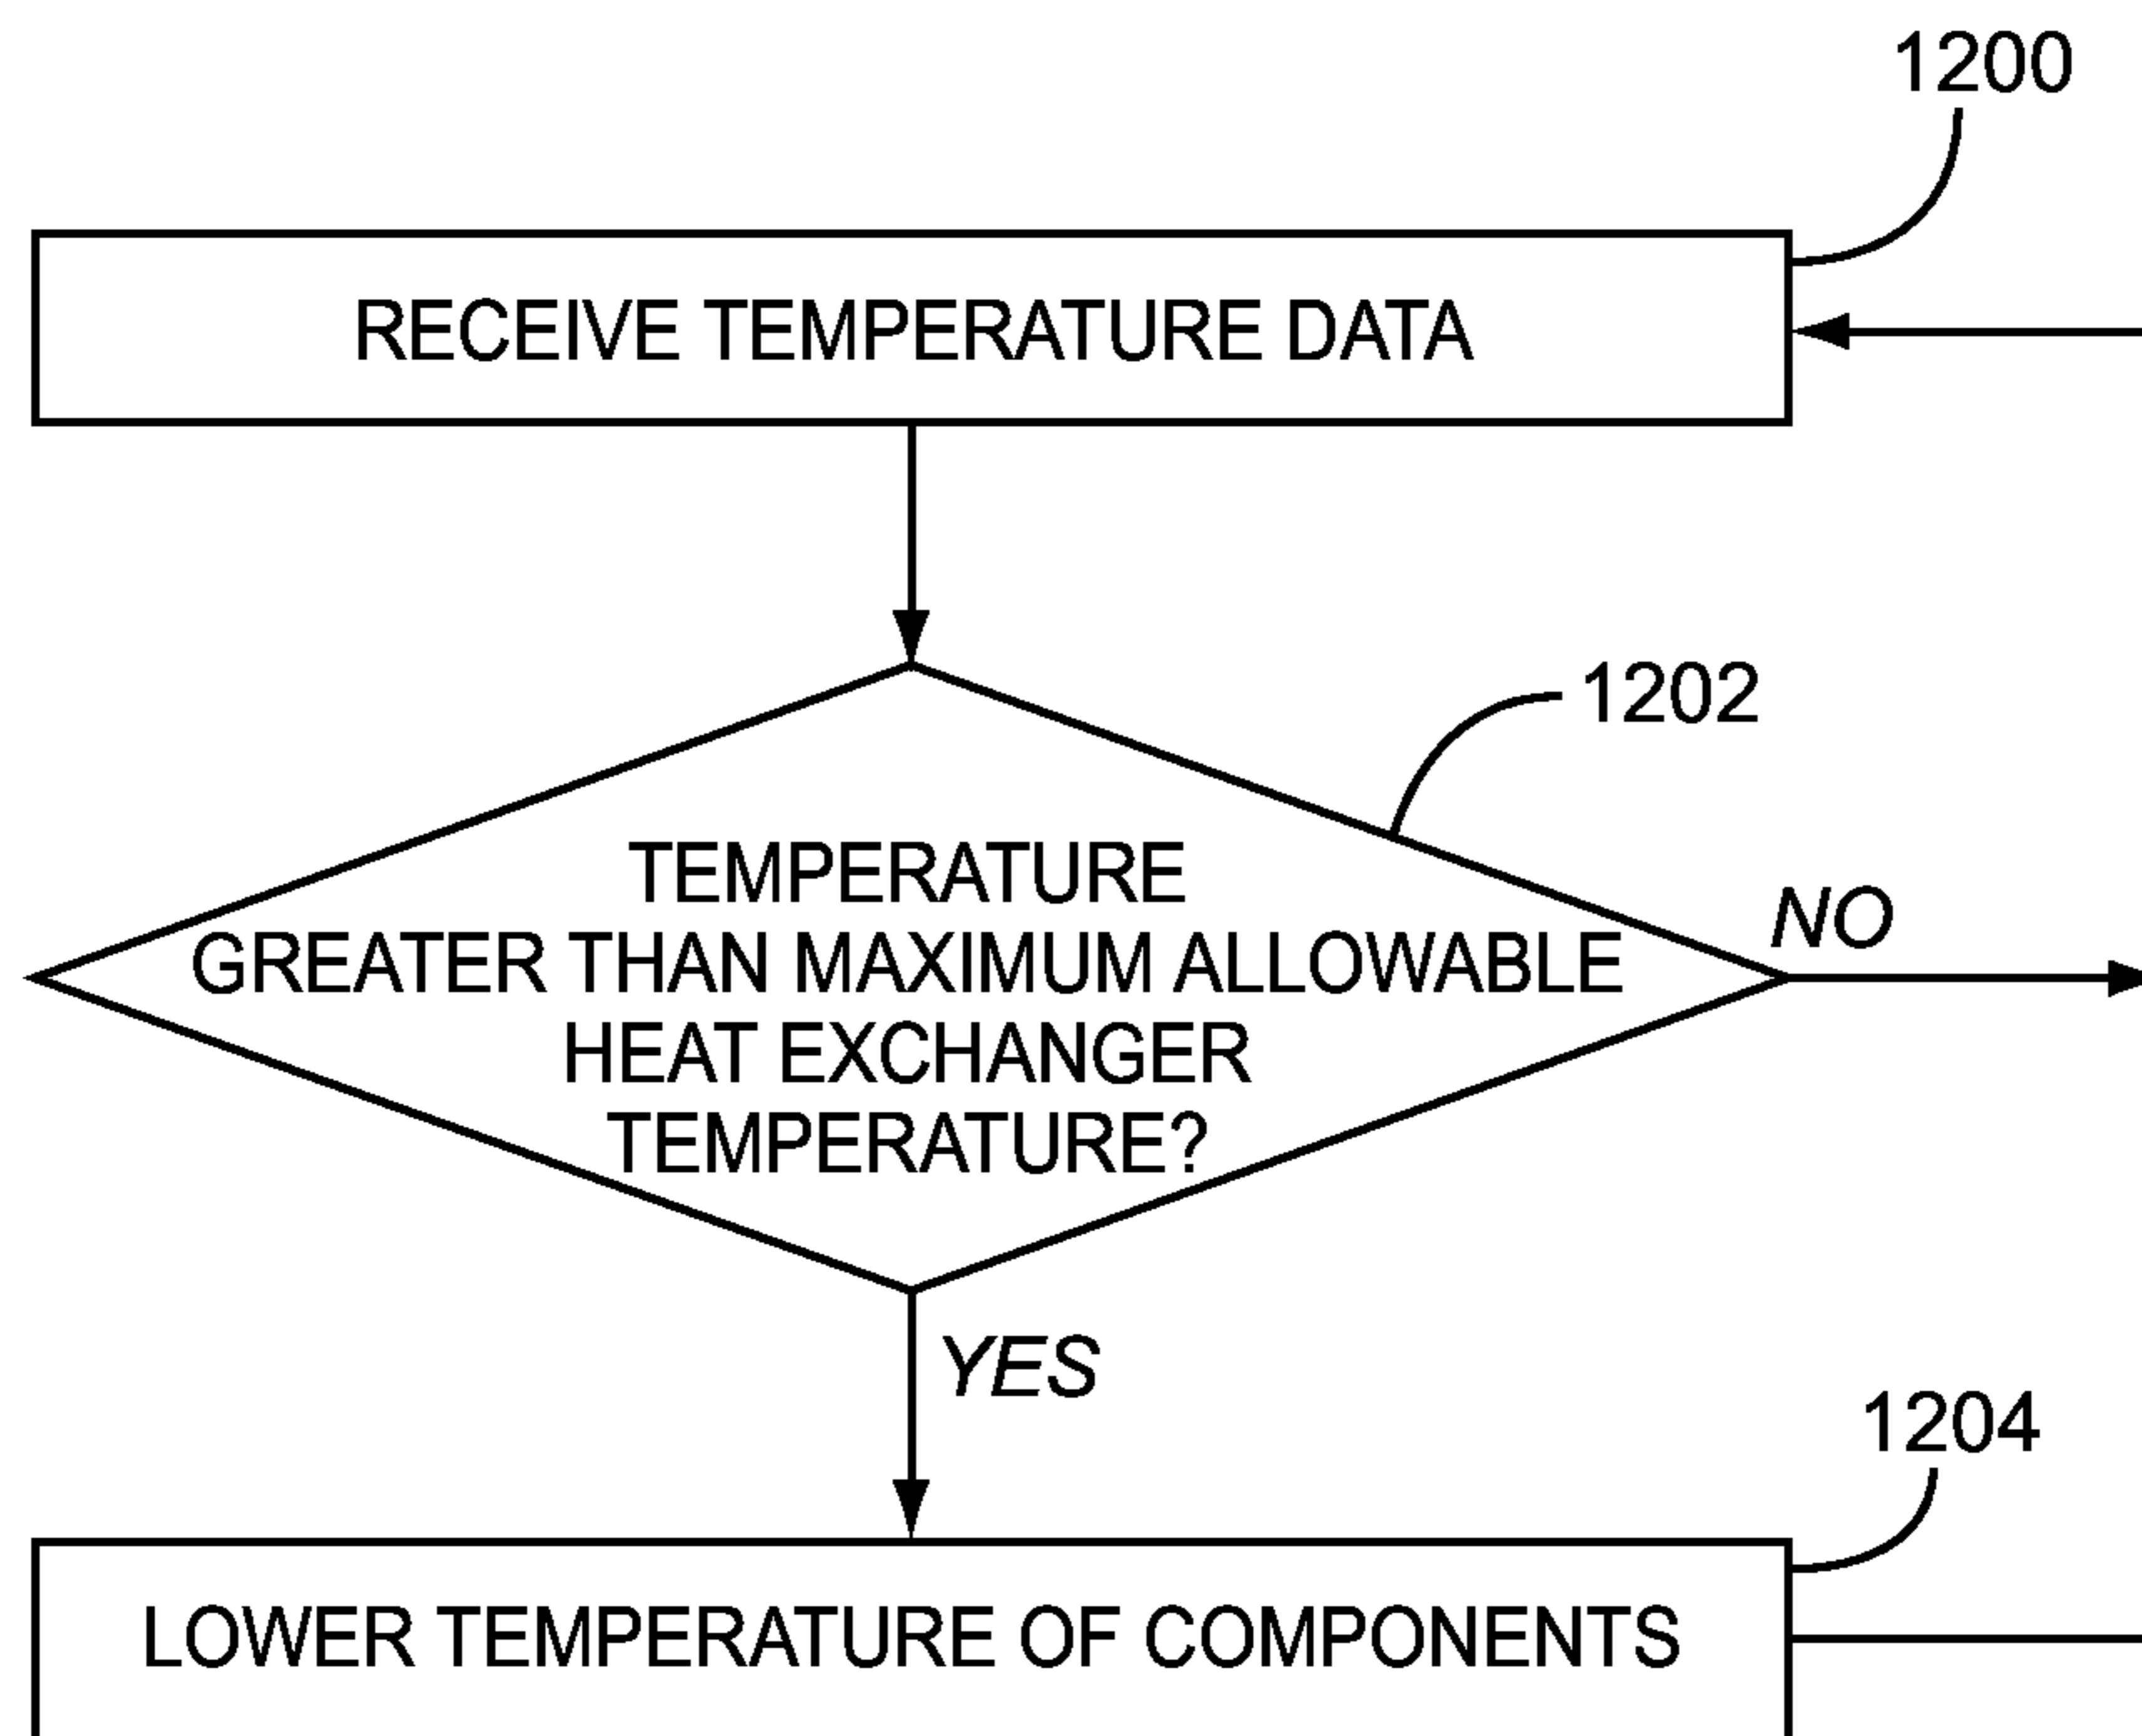 1200
RECEIVE TEMPERATURE DATA
1202
TEMPERATURE
GREATER THAN MAXIMUM ALLOWABLE
HEAT EXCHANGER
TEMPERATURE?
NO
YES
1204
LOWER TEMPERATURE OF COMPONENTS